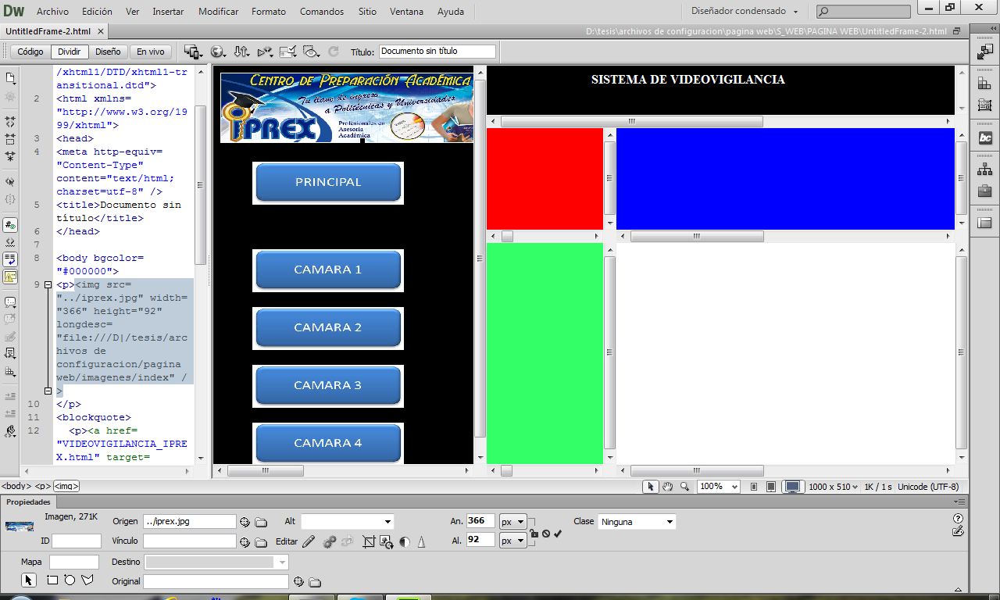 Dw Archivo Edición Ver Insertar Modificar Formato Comandos Sitio Ventana Ayuda Diseñador condensado
UntitledFrame-2.html D:\tesis\archivos de configuracion\pagina web\S_WEB\PAGINA WEB\UntitledFrame-2.html
Código Dividir Diseño En vivo Título: Documento sin título
/xhtml1/DTD/xhtml1-tr
ansitional.dtd">
2 <html xmlns=
"http://www.w3.org/19
99/xhtml">
3 <head>
4 <meta http-equiv=
"Content-Type"
content="text/html;
charset=utf-8" />
5 <title>Documento sin
título</title>
6 </head>
7
8 <body bgcolor=
"#000000">
9 <p><img src=
"../iprex.jpg" width=
"366" height="92"
longdesc=
"file:///D|/tesis/arc
hivos de
configuracion/pagina
web/imagenes/index" /
>
10 </p>
11 <blockquote>
12 <p><a href=
"VIDEOVIGILANCIA_IPRE
X.html" target=
CENTRO DE PREPARACIÓN ACADÉMICA
Tu llave de ingreso
a Politécnicas y Universidades
IPREX
Profesionales en
Asesoría
Académica
PRINCIPAL
CAMARA 1
CAMARA 2
CAMARA 3
CAMARA 4
SISTEMA DE VIDEOVIGILANCIA
<body> <p> <img> 100% 1000 x 510 1K / 1 s Unicode (UTF-8)
Propiedades
Imagen, 271K Origen ../iprex.jpg Alt An. 366 px Clase Ninguna
ID Vínculo Editar Al. 92 px
Mapa Destino
Original